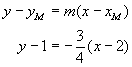 y − y_M = m(x − x_M)
y − 1 = −3/4(x − 2)